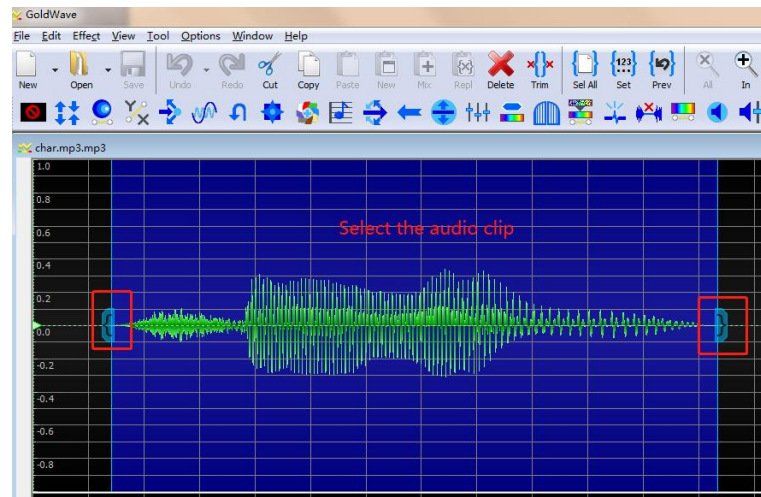 GoldWave
File Edit Effect View Tool Options Window Help
New Open Save Undo Redo Cut Copy Paste New Mix Repl Delete Trim Sel All Set Prev All In
char.mp3.mp3
1.0
0.8
0.6
Select the audio clip
0.4
0.2
0.0
-0.2
-0.4
-0.6
-0.8